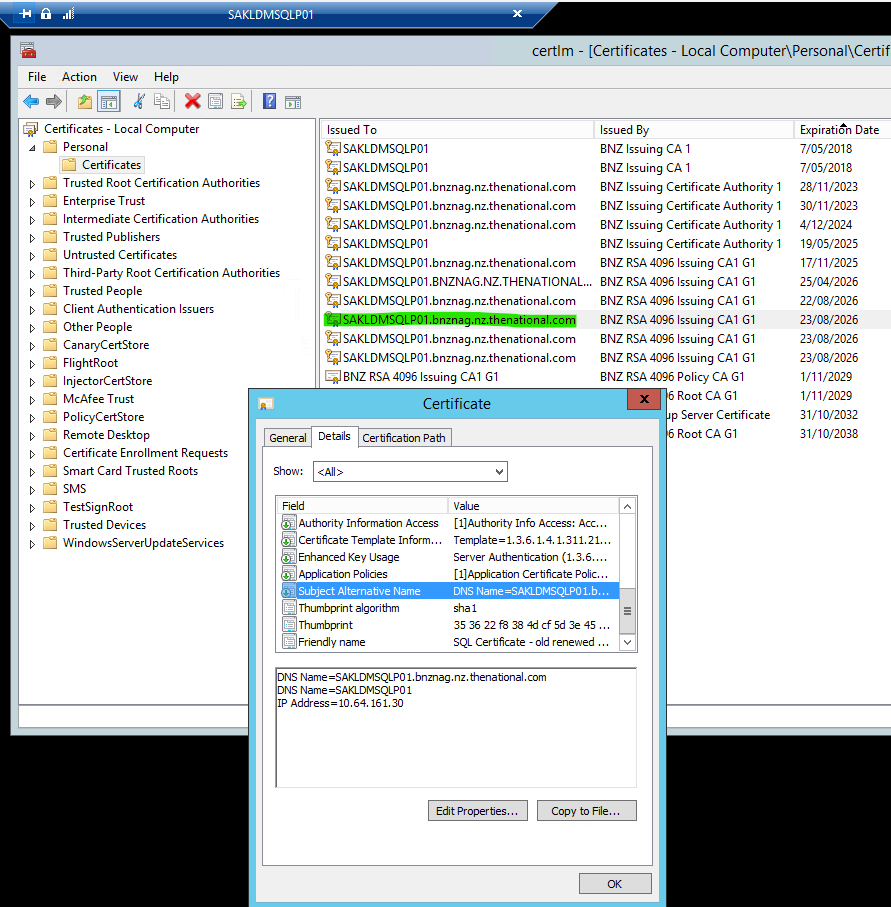 SAKLDMSQLP01
certlm - [Certificates - Local Computer\Personal\Certif
File Action View Help
Certificates - Local Computer
Personal
Certificates
Trusted Root Certification Authorities
Enterprise Trust
Intermediate Certification Authorities
Trusted Publishers
Untrusted Certificates
Third-Party Root Certification Authorities
Trusted People
Client Authentication Issuers
Other People
CanaryCertStore
FlightRoot
InjectorCertStore
McAfee Trust
PolicyCertStore
Remote Desktop
Certificate Enrollment Requests
Smart Card Trusted Roots
SMS
TestSignRoot
Trusted Devices
WindowsServerUpdateServices
Issued To Issued By Expiration Date
SAKLDMSQLP01 BNZ Issuing CA 1 7/05/2018
SAKLDMSQLP01 BNZ Issuing CA 1 7/05/2018
SAKLDMSQLP01.bnznag.nz.thenational.com BNZ Issuing Certificate Authority 1 28/11/2023
SAKLDMSQLP01.bnznag.nz.thenational.com BNZ Issuing Certificate Authority 1 30/11/2023
SAKLDMSQLP01.bnznag.nz.thenational.com BNZ Issuing Certificate Authority 1 4/12/2024
SAKLDMSQLP01 BNZ Issuing Certificate Authority 1 19/05/2025
SAKLDMSQLP01.bnznag.nz.thenational.com BNZ RSA 4096 Issuing CA1 G1 17/11/2025
SAKLDMSQLP01.BNZNAG.NZ.THENATIONAL... BNZ RSA 4096 Issuing CA1 G1 25/04/2026
SAKLDMSQLP01.bnznag.nz.thenational.com BNZ RSA 4096 Issuing CA1 G1 22/08/2026
SAKLDMSQLP01.bnznag.nz.thenational.com BNZ RSA 4096 Issuing CA1 G1 23/08/2026
SAKLDMSQLP01.bnznag.nz.thenational.com BNZ RSA 4096 Issuing CA1 G1 23/08/2026
SAKLDMSQLP01.bnznag.nz.thenational.com BNZ RSA 4096 Issuing CA1 G1 23/08/2026
BNZ RSA 4096 Issuing CA1 G1 BNZ RSA 4096 Policy CA G1 1/11/2029
4096 Root CA G1 1/11/2029
up Server Certificate 31/10/2032
4096 Root CA G1 31/10/2038
Certificate
General Details Certification Path
Show: <All>
Field Value
Authority Information Access [1]Authority Info Access: Acc...
Certificate Template Inform... Template=1.3.6.1.4.1.311.21...
Enhanced Key Usage Server Authentication (1.3.6....
Application Policies [1]Application Certificate Polic...
Subject Alternative Name DNS Name=SAKLDMSQLP01.b...
Thumbprint algorithm sha1
Thumbprint 35 36 22 f8 38 4d cf 5d 3e 45 ...
Friendly name SQL Certificate - old renewed ...
DNS Name=SAKLDMSQLP01.bnznag.nz.thenational.com
DNS Name=SAKLDMSQLP01
IP Address=10.64.161.30
Edit Properties... Copy to File...
OK